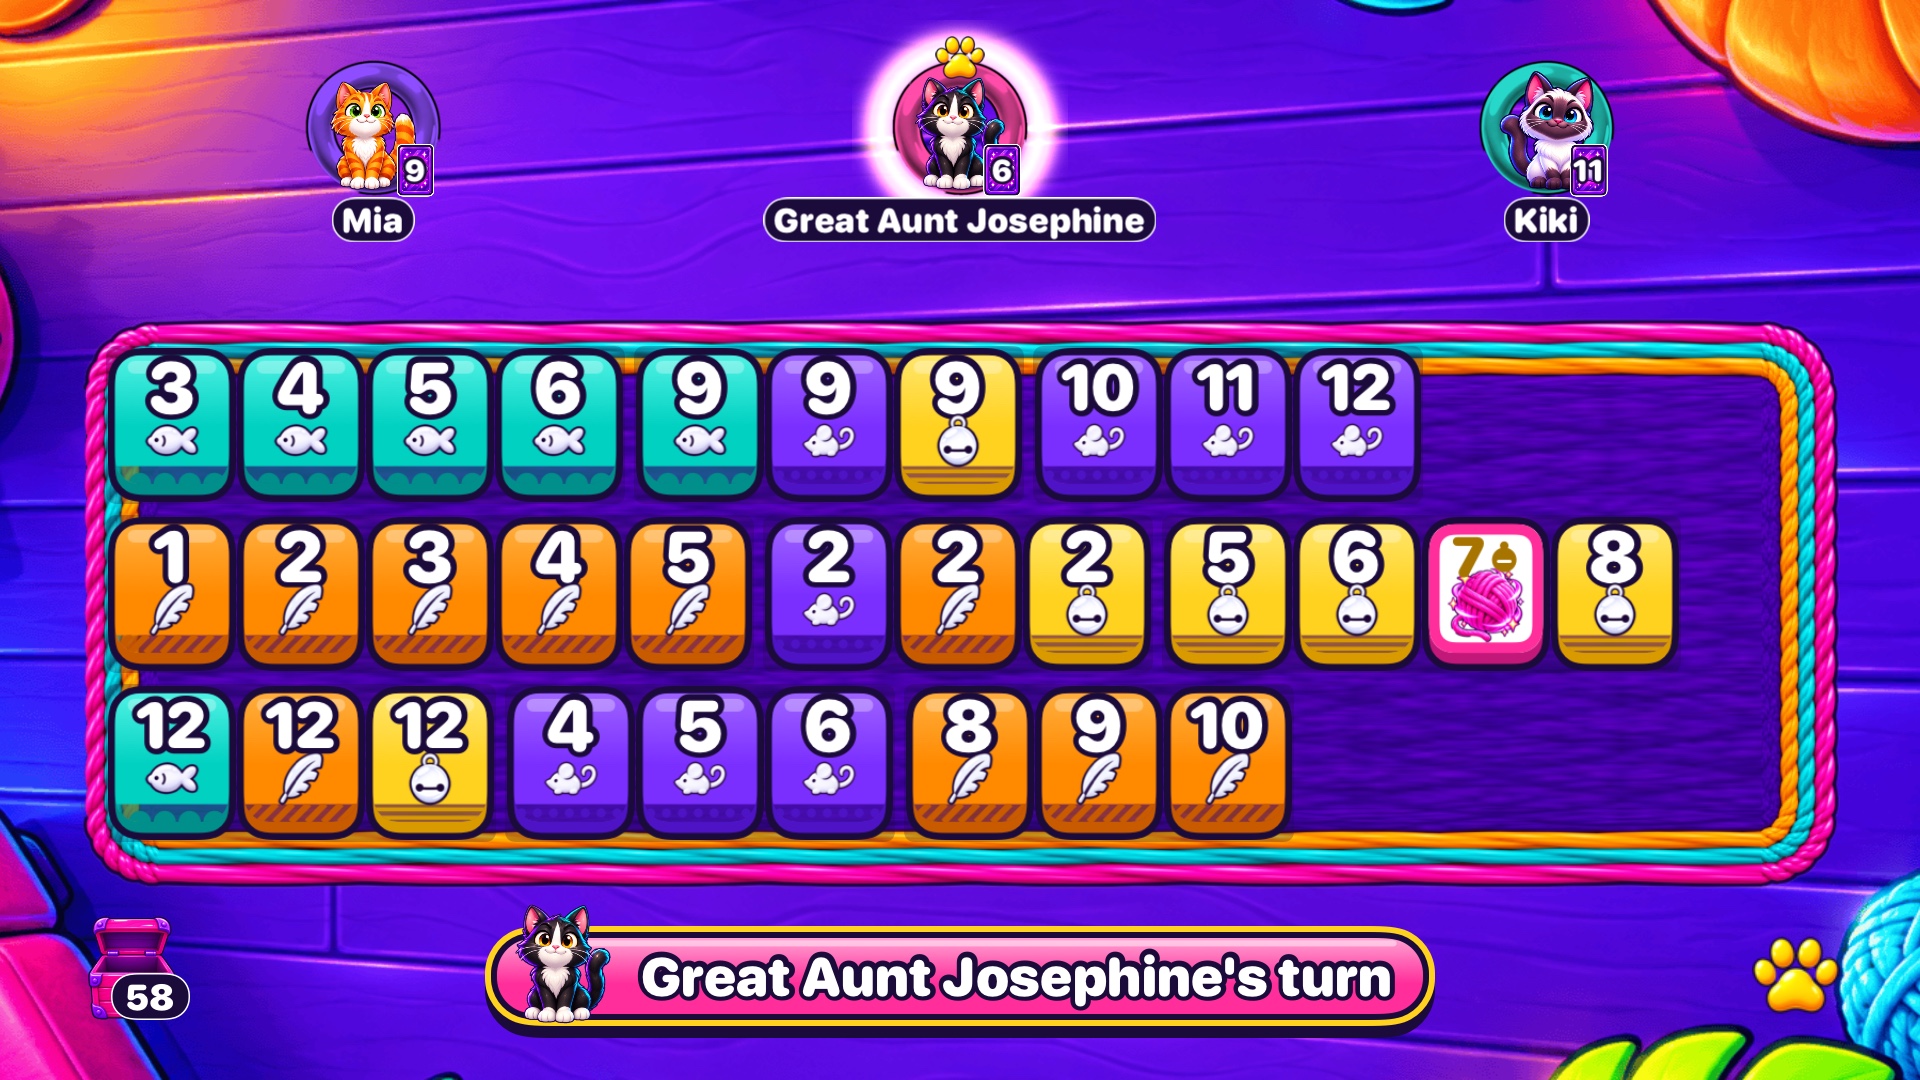 9
6
11
Mia
Great Aunt Josephine
Kiki
3 4 5 6 9 9 9 10 11 12
1 2 3 4 5 2 2 2 5 6 7 8
12 12 12 4 5 6 8 9 10
58
Great Aunt Josephine's turn